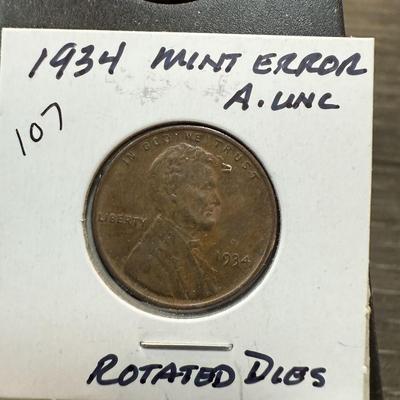 1934 MINT ERROR
A. UNC
107
IN GOD WE TRUST
LIBERTY
1934
ROTATED DIES